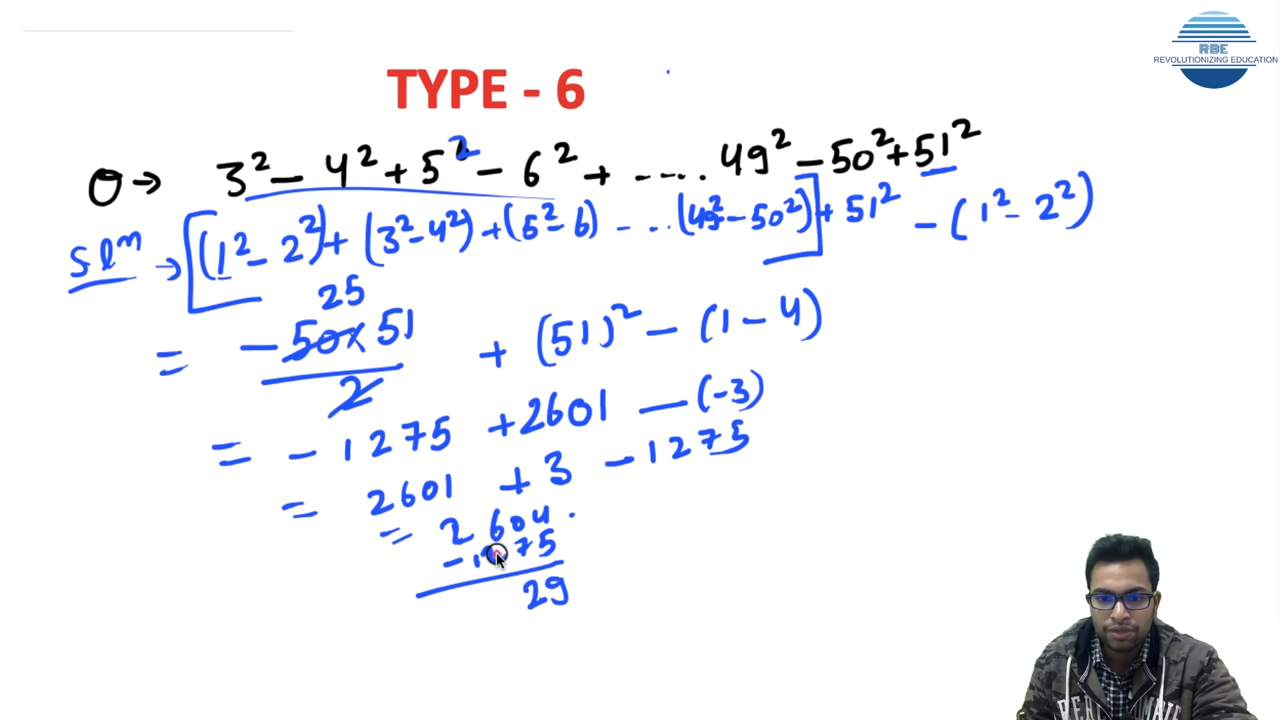 RBE
REVOLUTIONIZING EDUCATION
TYPE - 6
Q→ 3² - 4² + 5² - 6² + ---- 49² - 50² + 51²
Slⁿ → [(1² - 2²) + (3² - 4²) + (5² - 6) - ... (49² - 50²)] + 51² - (1² - 2²)
25
= - 50 x 51 / 2 + (51)² - (1 - 4)
= - 1275 + 2601 - (-3)
= 2601 + 3 - 1275
= 2604.
- 1275
29